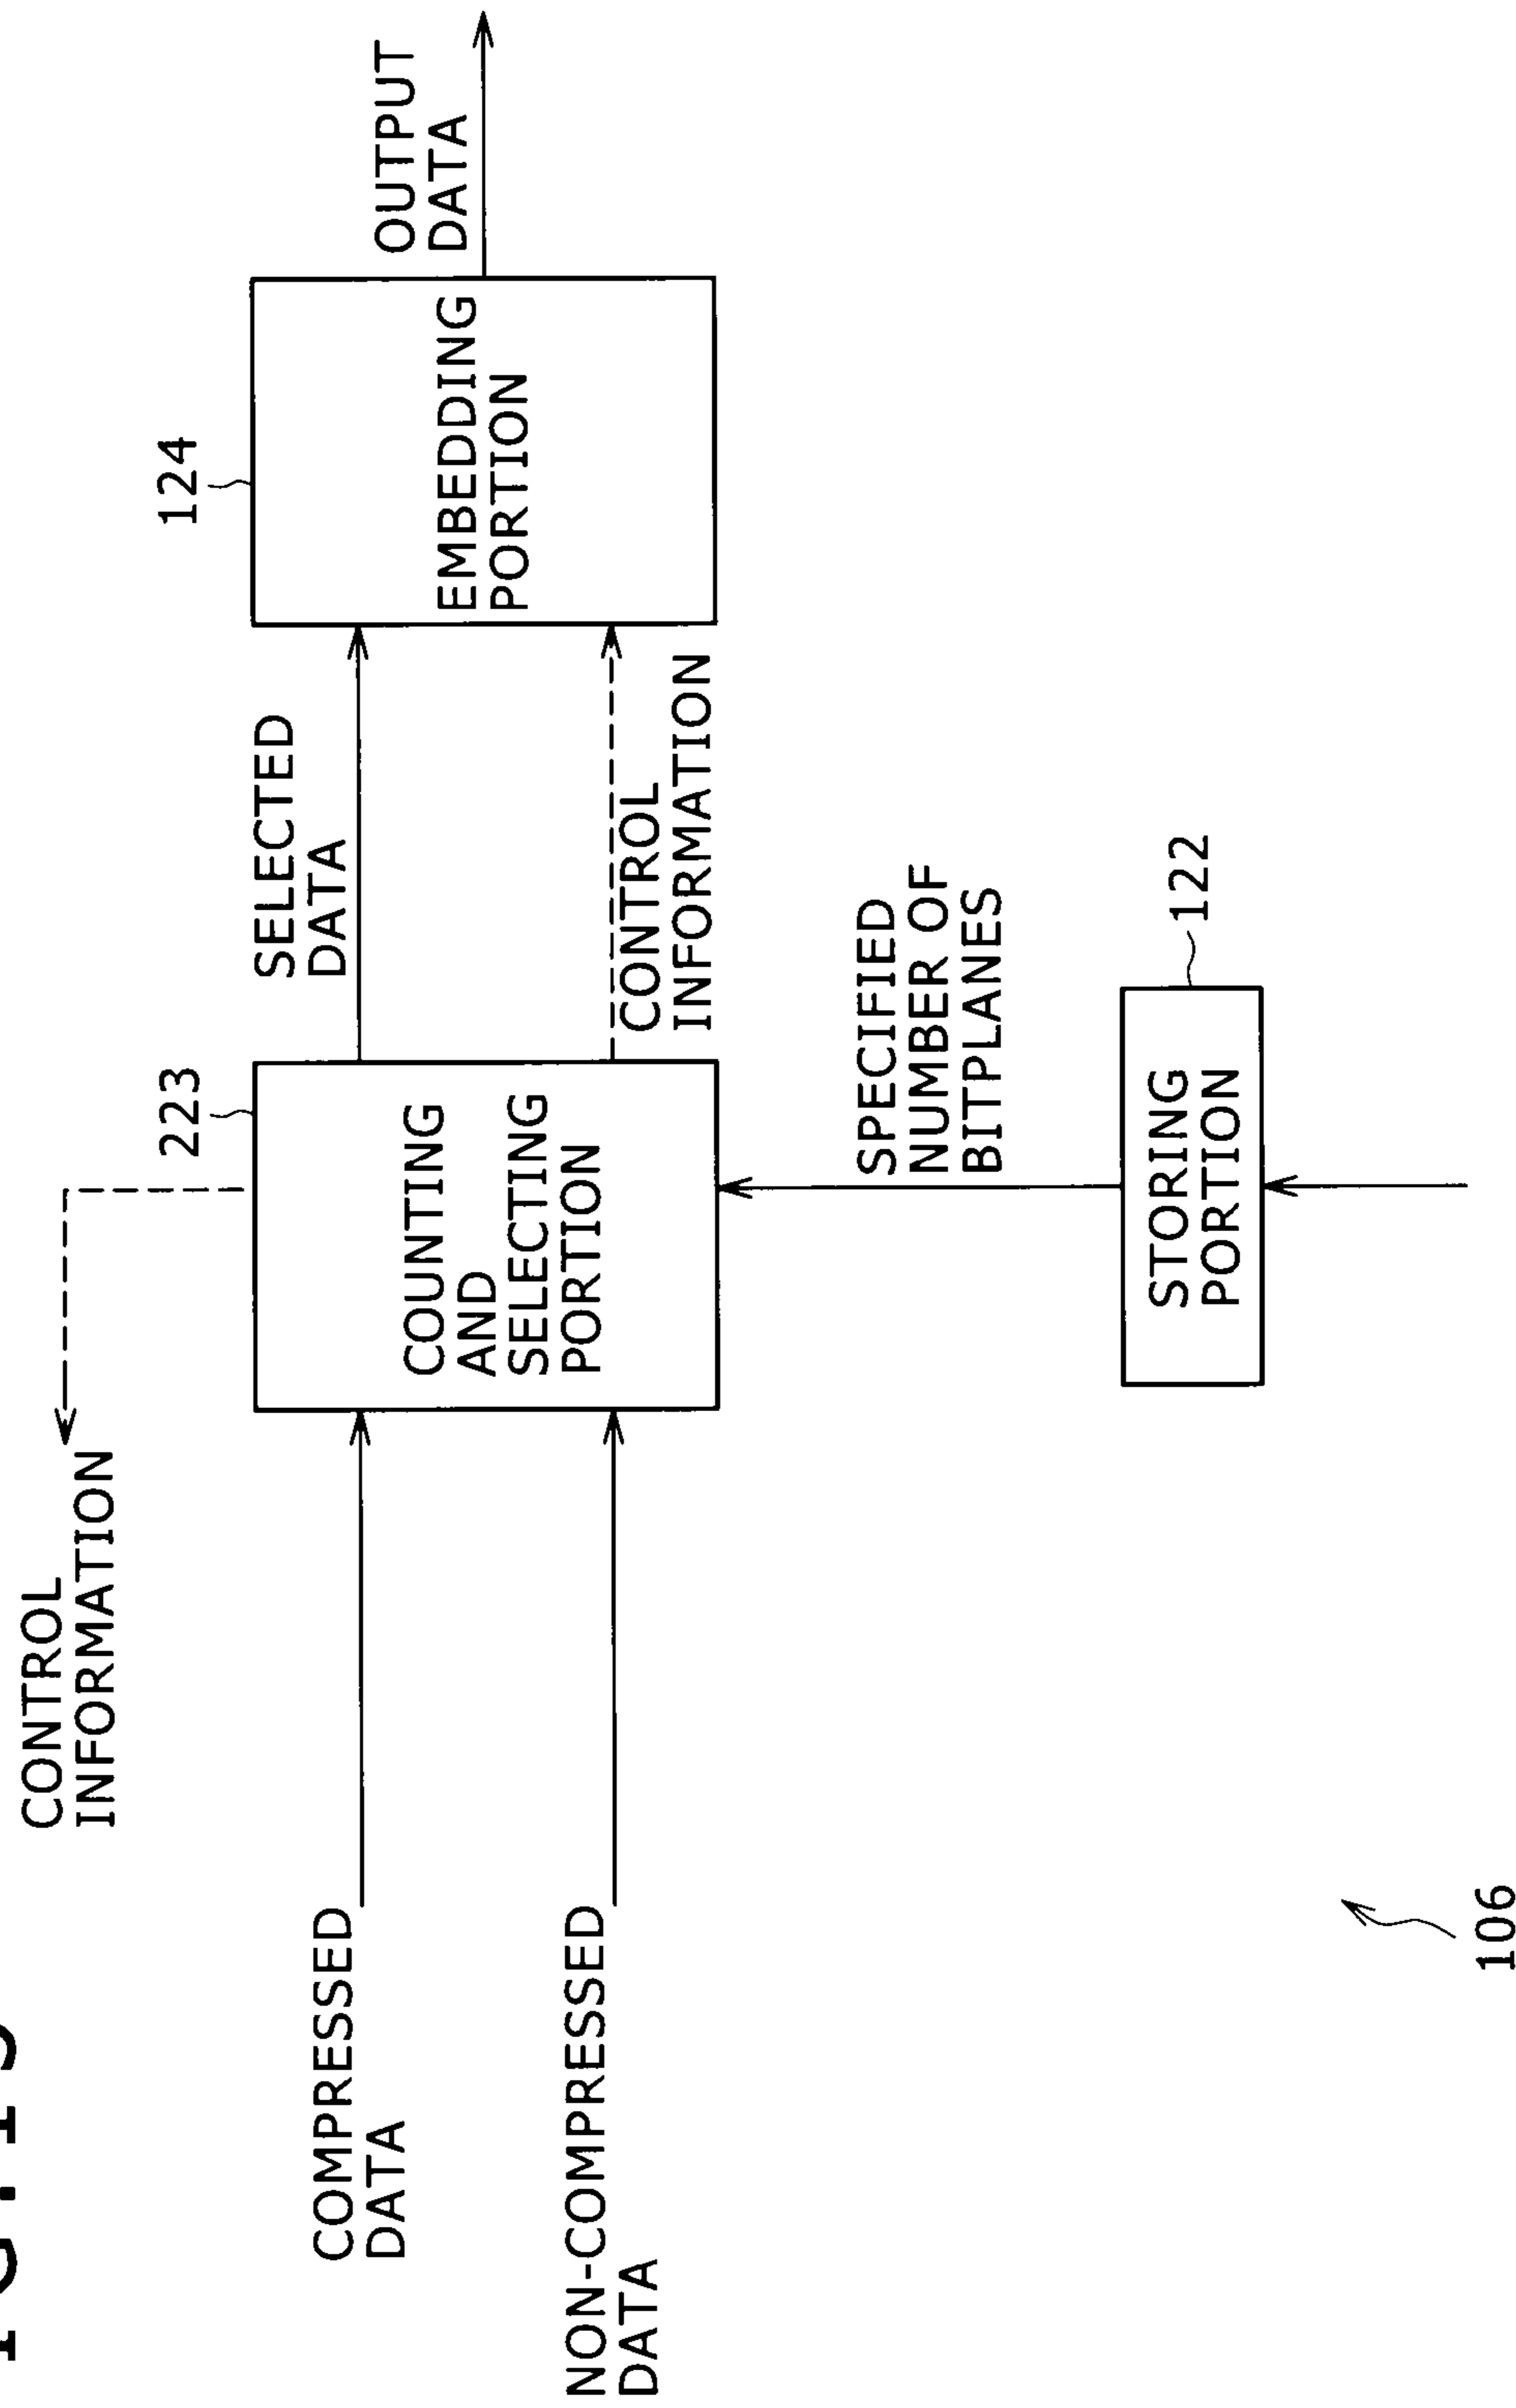 CONTROL
INFORMATION
223
124
COMPRESSED
DATA
SELECTED
DATA
OUTPUT
DATA
COUNTING
AND
SELECTING
PORTION
EMBEDDING
PORTION
NON-COMPRESSED
DATA
CONTROL
INFORMATION
SPECIFIED
NUMBER OF
BITPLANES
STORING
PORTION
122
106